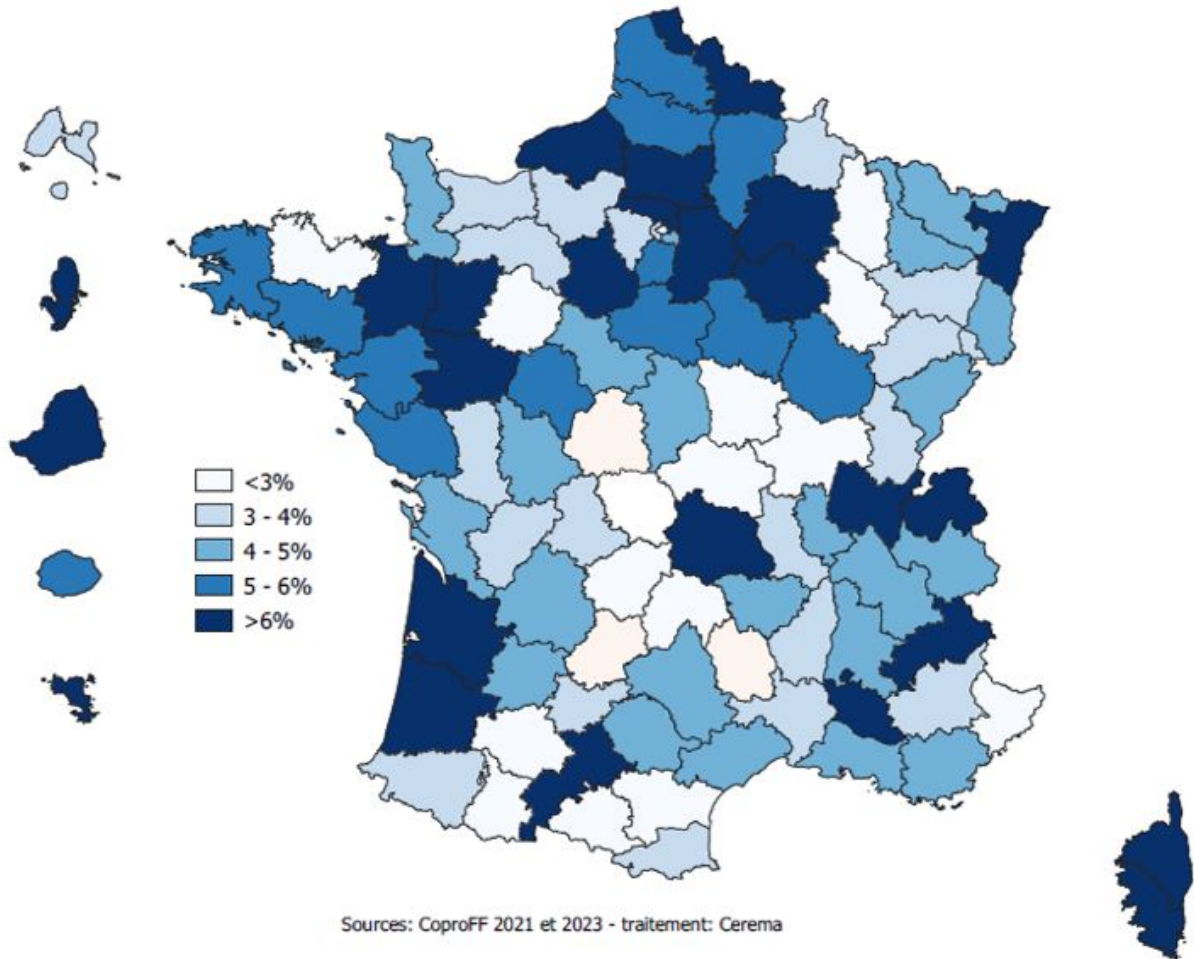 <3%
3 - 4%
4 - 5%
5 - 6%
>6%
Sources: CoproFF 2021 et 2023 - traitement: Cerema